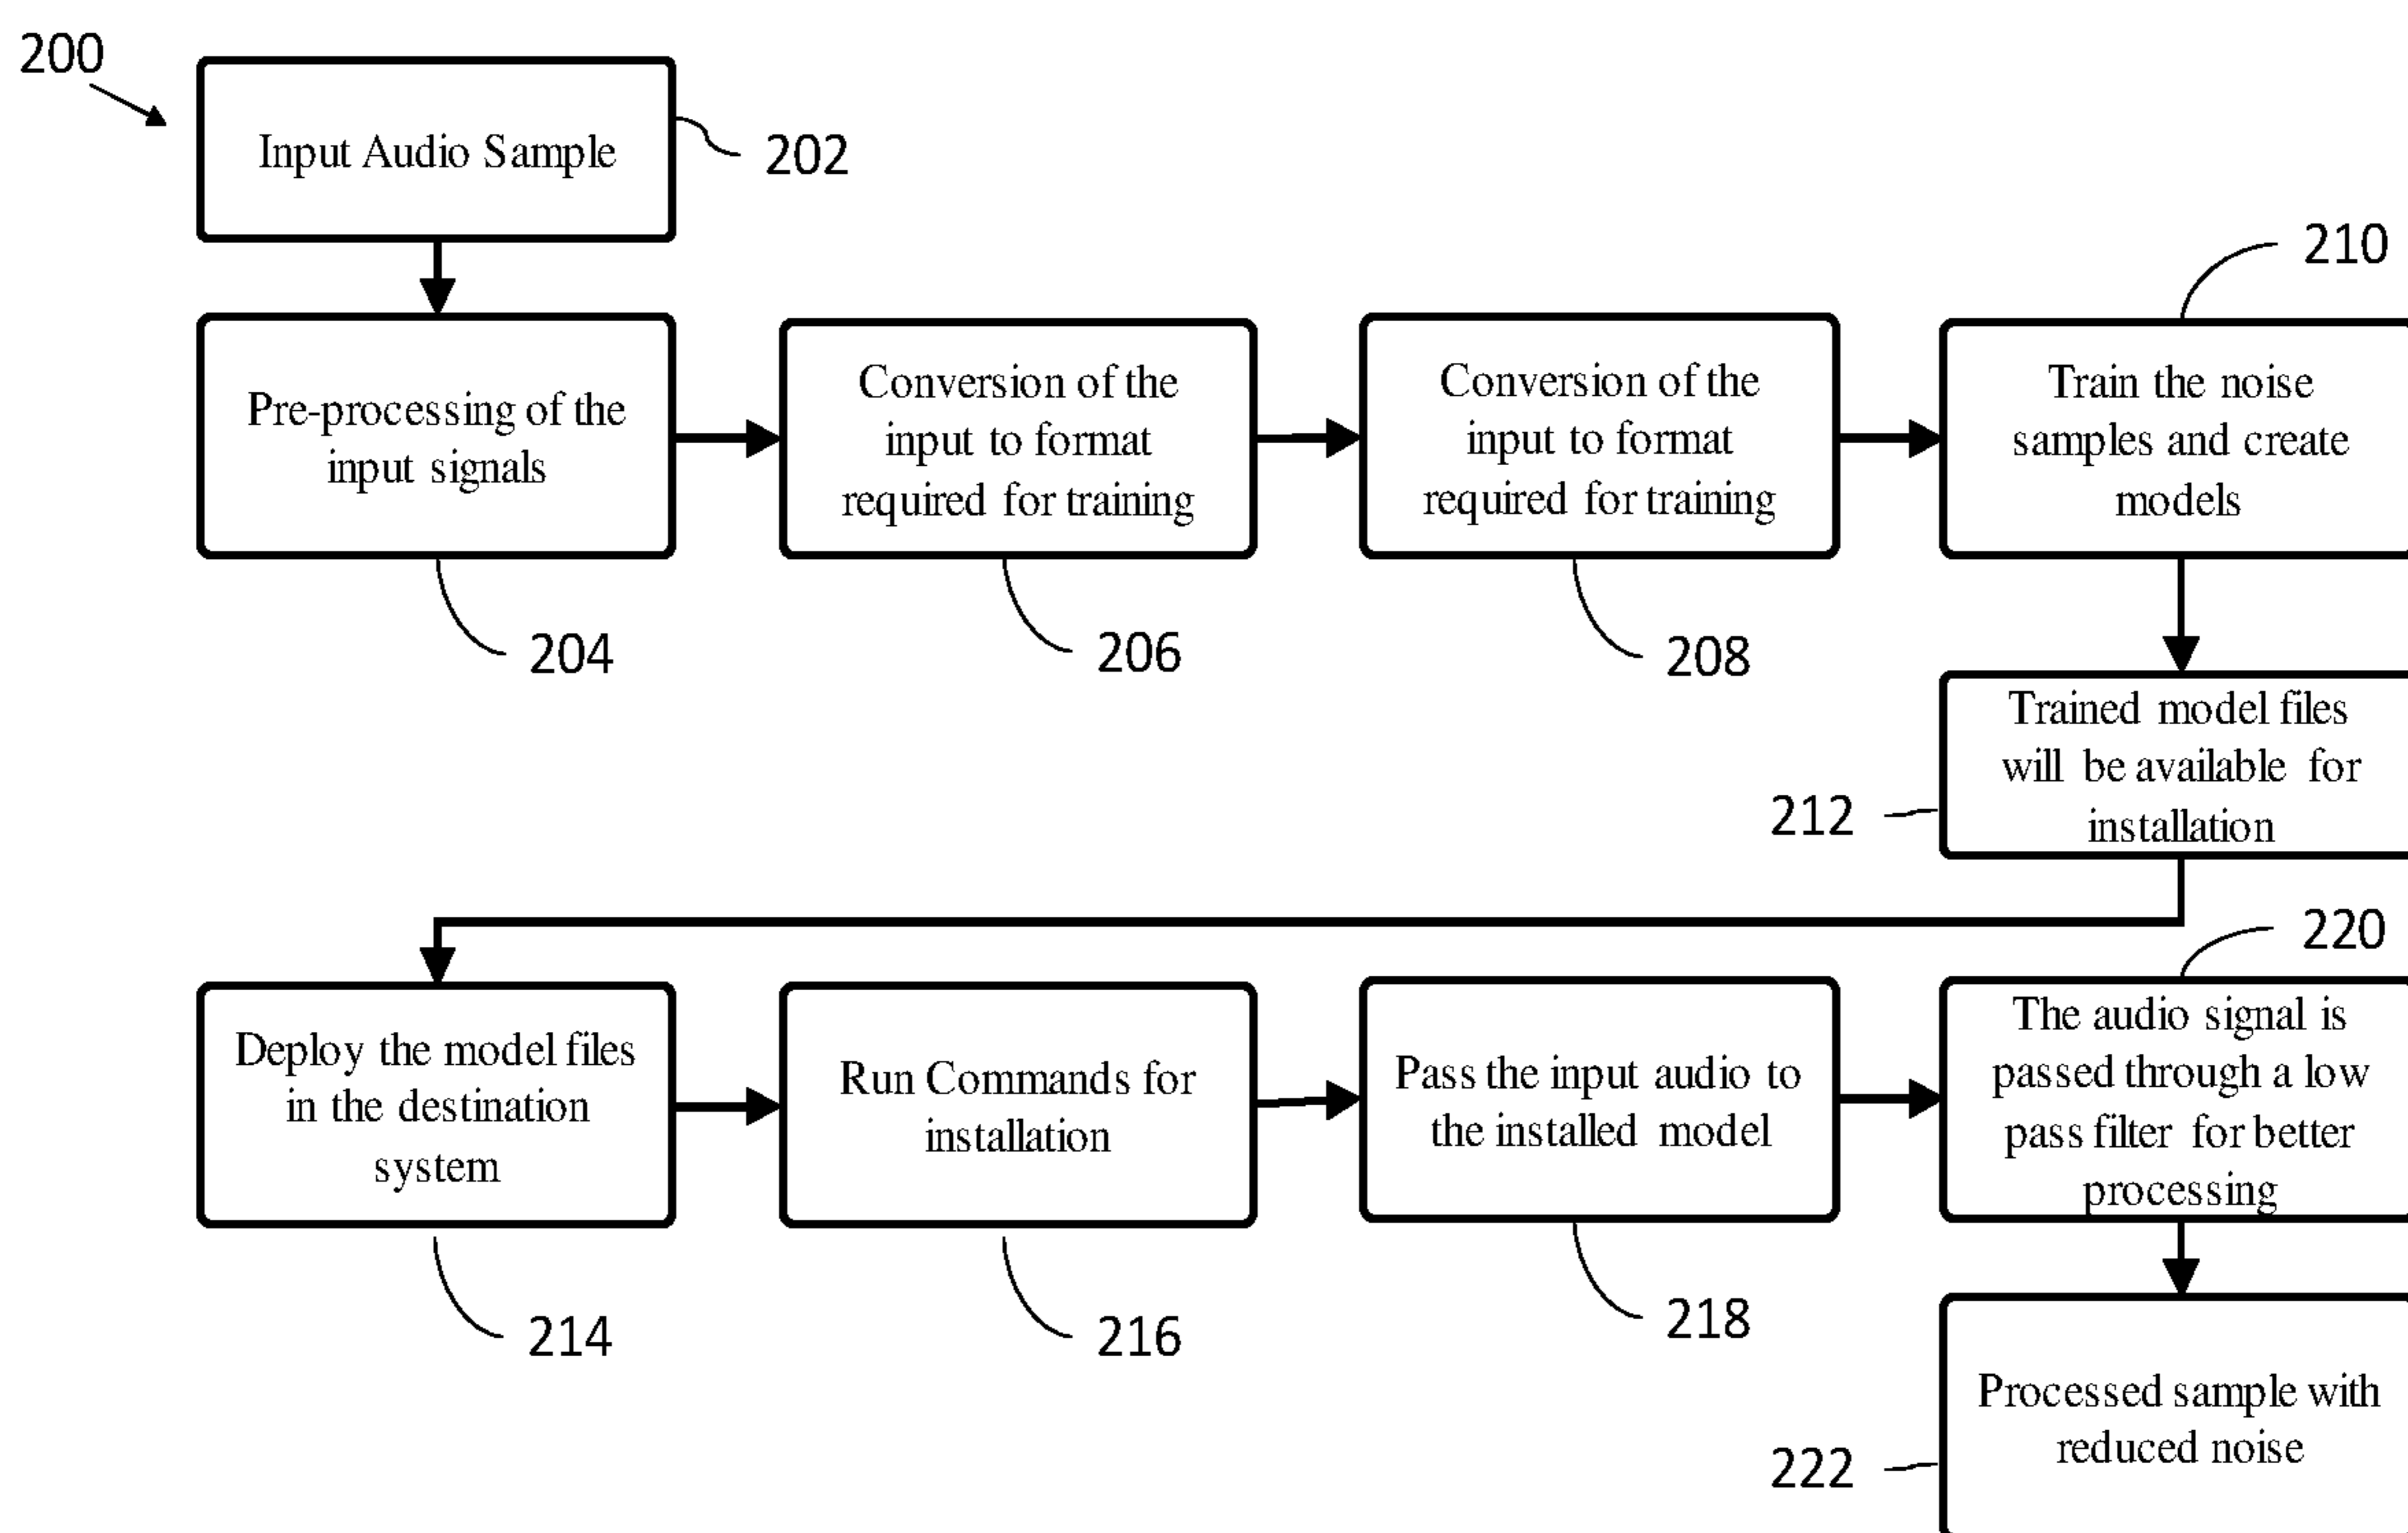 200
Input Audio Sample
202
210
Pre-processing of the
input signals
204
Conversion of the
input to format
required for training
206
Conversion of the
input to format
required for training
208
Train the noise
samples and create
models
Trained model files
will be available for
installation
212
220
Deploy the model files
in the destination
system
214
Run Commands for
installation
216
Pass the input audio to
the installed model
218
The audio signal is
passed through a low
pass filter for better
processing
Processed sample with
reduced noise
222